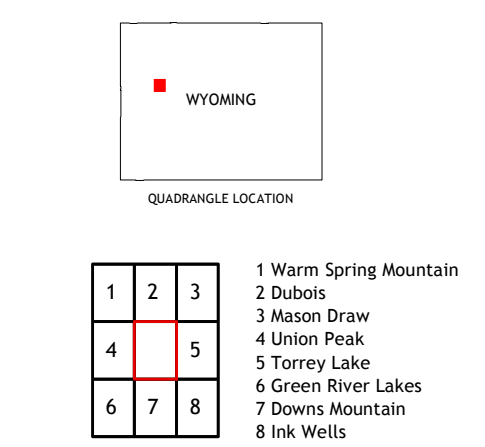 WYOMING
QUADRANGLE LOCATION
1 2 3
4 5
6 7 8
1 Warm Spring Mountain
2 Dubois
3 Mason Draw
4 Union Peak
5 Torrey Lake
6 Green River Lakes
7 Downs Mountain
8 Ink Wells